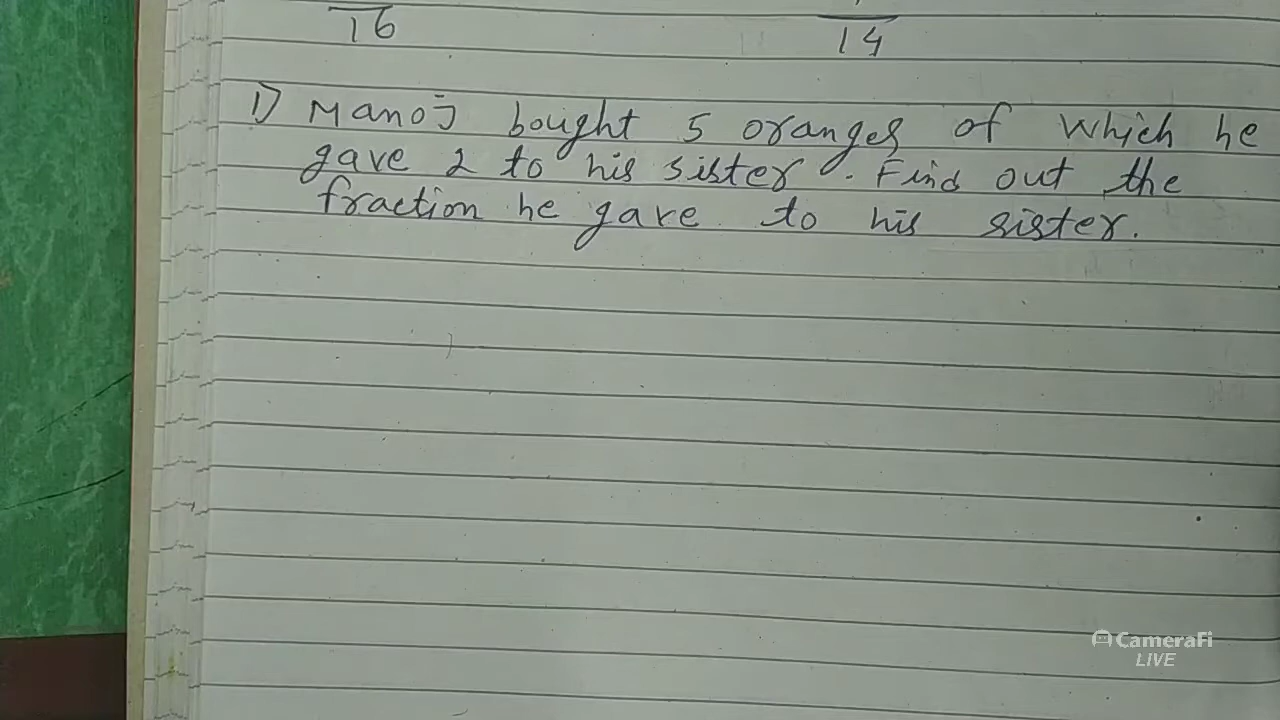 16 14
1) Manoj bought 5 oranges of which he
gave 2 to his sister. Find out the
fraction he gave to his sister.
CameraFi
LIVE